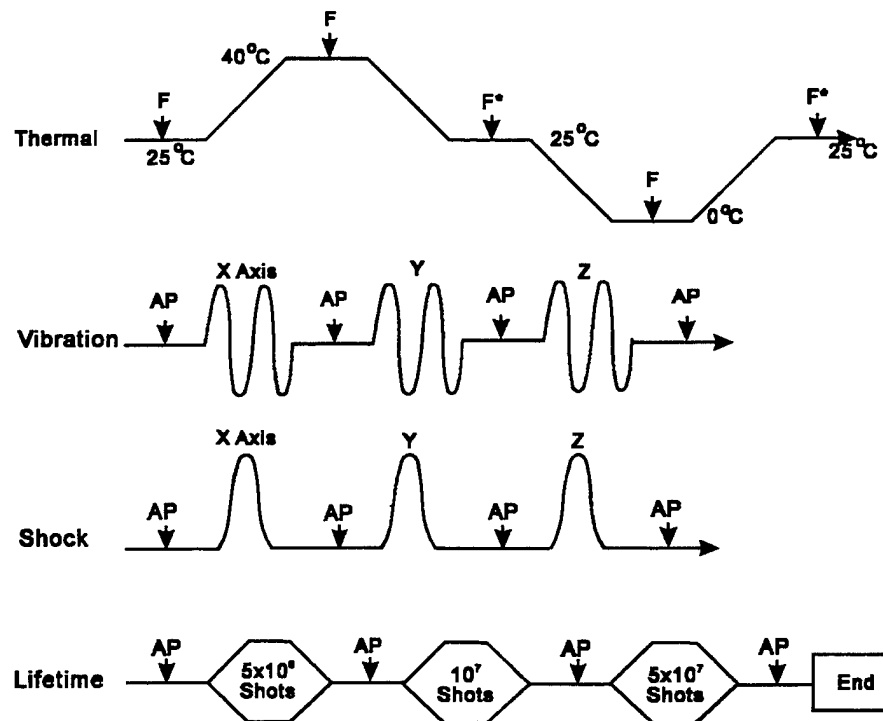 F
40°C
F
F*
F*
Thermal
25°C
25°C
25°C
F
0°C
X Axis
Y
Z
AP
AP
AP
AP
Vibration
X Axis
Y
Z
AP
AP
AP
AP
Shock
AP
AP
AP
AP
Lifetime
5x10⁶
Shots
10⁷
Shots
5x10⁷
Shots
End